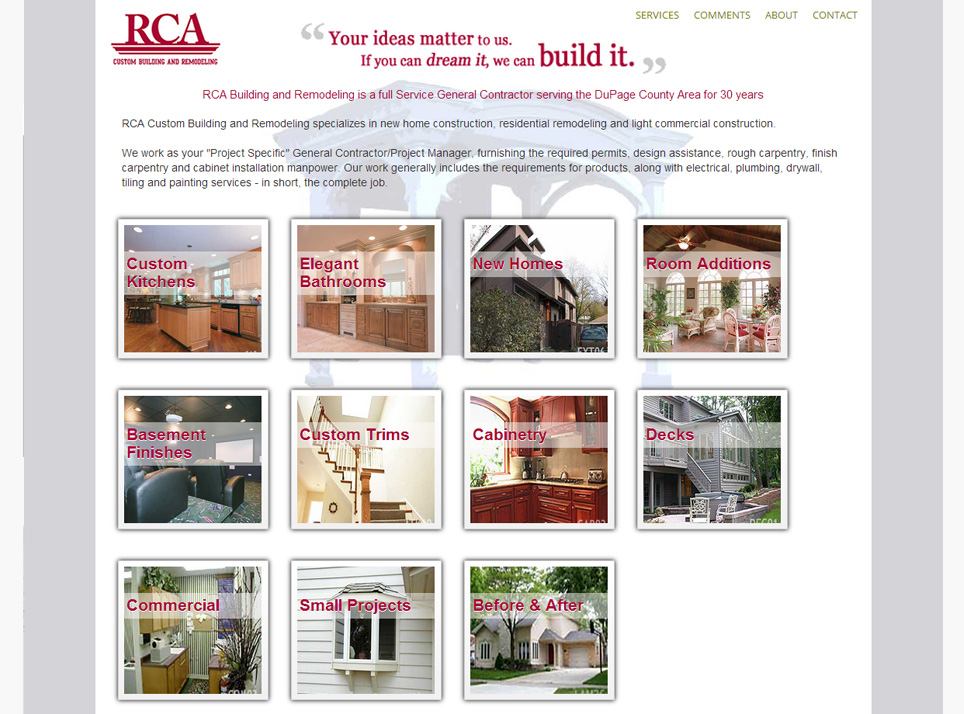 RCA
CUSTOM BUILDING AND REMODELING
SERVICES COMMENTS ABOUT CONTACT
“Your ideas matter to us.
If you can dream it, we can build it.”
RCA Building and Remodeling is a full Service General Contractor serving the DuPage County Area for 30 years
RCA Custom Building and Remodeling specializes in new home construction, residential remodeling and light commercial construction.
We work as your "Project Specific" General Contractor/Project Manager, furnishing the required permits, design assistance, rough carpentry, finish
carpentry and cabinet installation manpower. Our work generally includes the requirements for products, along with electrical, plumbing, drywall,
tiling and painting services - in short, the complete job.
Custom
Kitchens
Elegant
Bathrooms
New Homes
Room Additions
Basement
Finishes
Custom Trims
Cabinetry
Decks
Commercial
Small Projects
Before & After